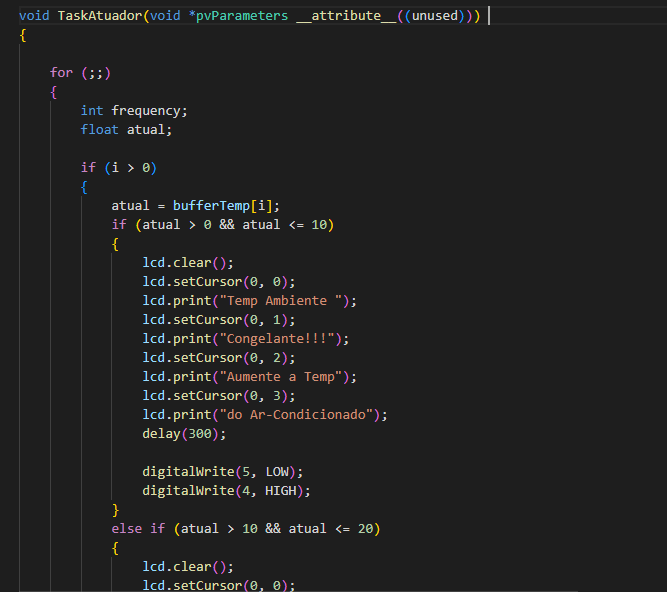 void TaskAtuador(void *pvParameters __attribute__((unused)))
{
for (;;)
{
int frequency;
float atual;
if (i > 0)
{
atual = bufferTemp[i];
if (atual > 0 && atual <= 10)
{
lcd.clear();
lcd.setCursor(0, 0);
lcd.print("Temp Ambiente ");
lcd.setCursor(0, 1);
lcd.print("Congelante!!!");
lcd.setCursor(0, 2);
lcd.print("Aumente a Temp");
lcd.setCursor(0, 3);
lcd.print("do Ar-Condicionado");
delay(300);
digitalWrite(5, LOW);
digitalWrite(4, HIGH);
}
else if (atual > 10 && atual <= 20)
{
lcd.clear();
lcd.setCursor(0, 0);